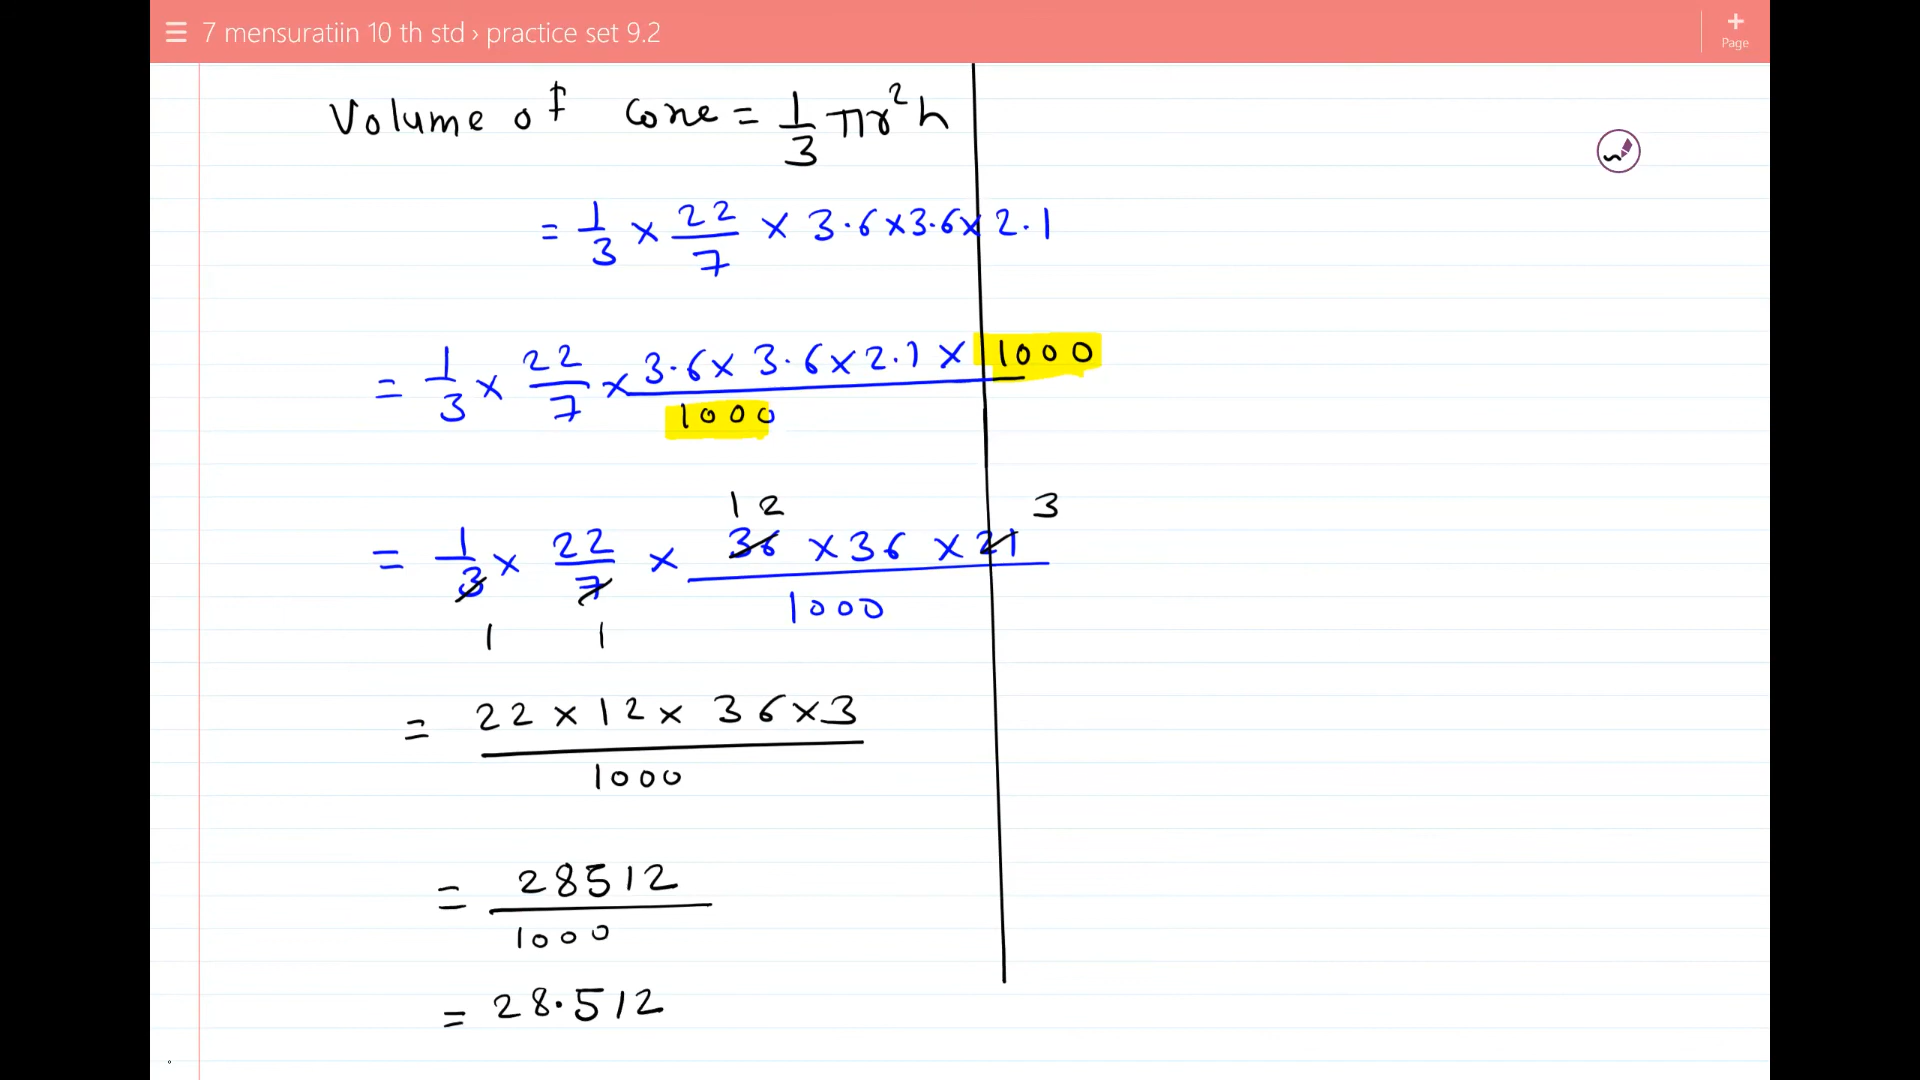 7 mensuratiin 10 th std › practice set 9.2
+
Page
Volume of Cone = 1/3 πr²h
= 1/3 × 22/7 × 3.6×3.6×2.1
= 1/3 × 22/7 × 3.6×3.6×2.1×1000/1000
12 3
= 1/3 × 22/7 × 36×36×21/1000
1 1
= 22×12×36×3/1000
= 28512/1000
= 28.512